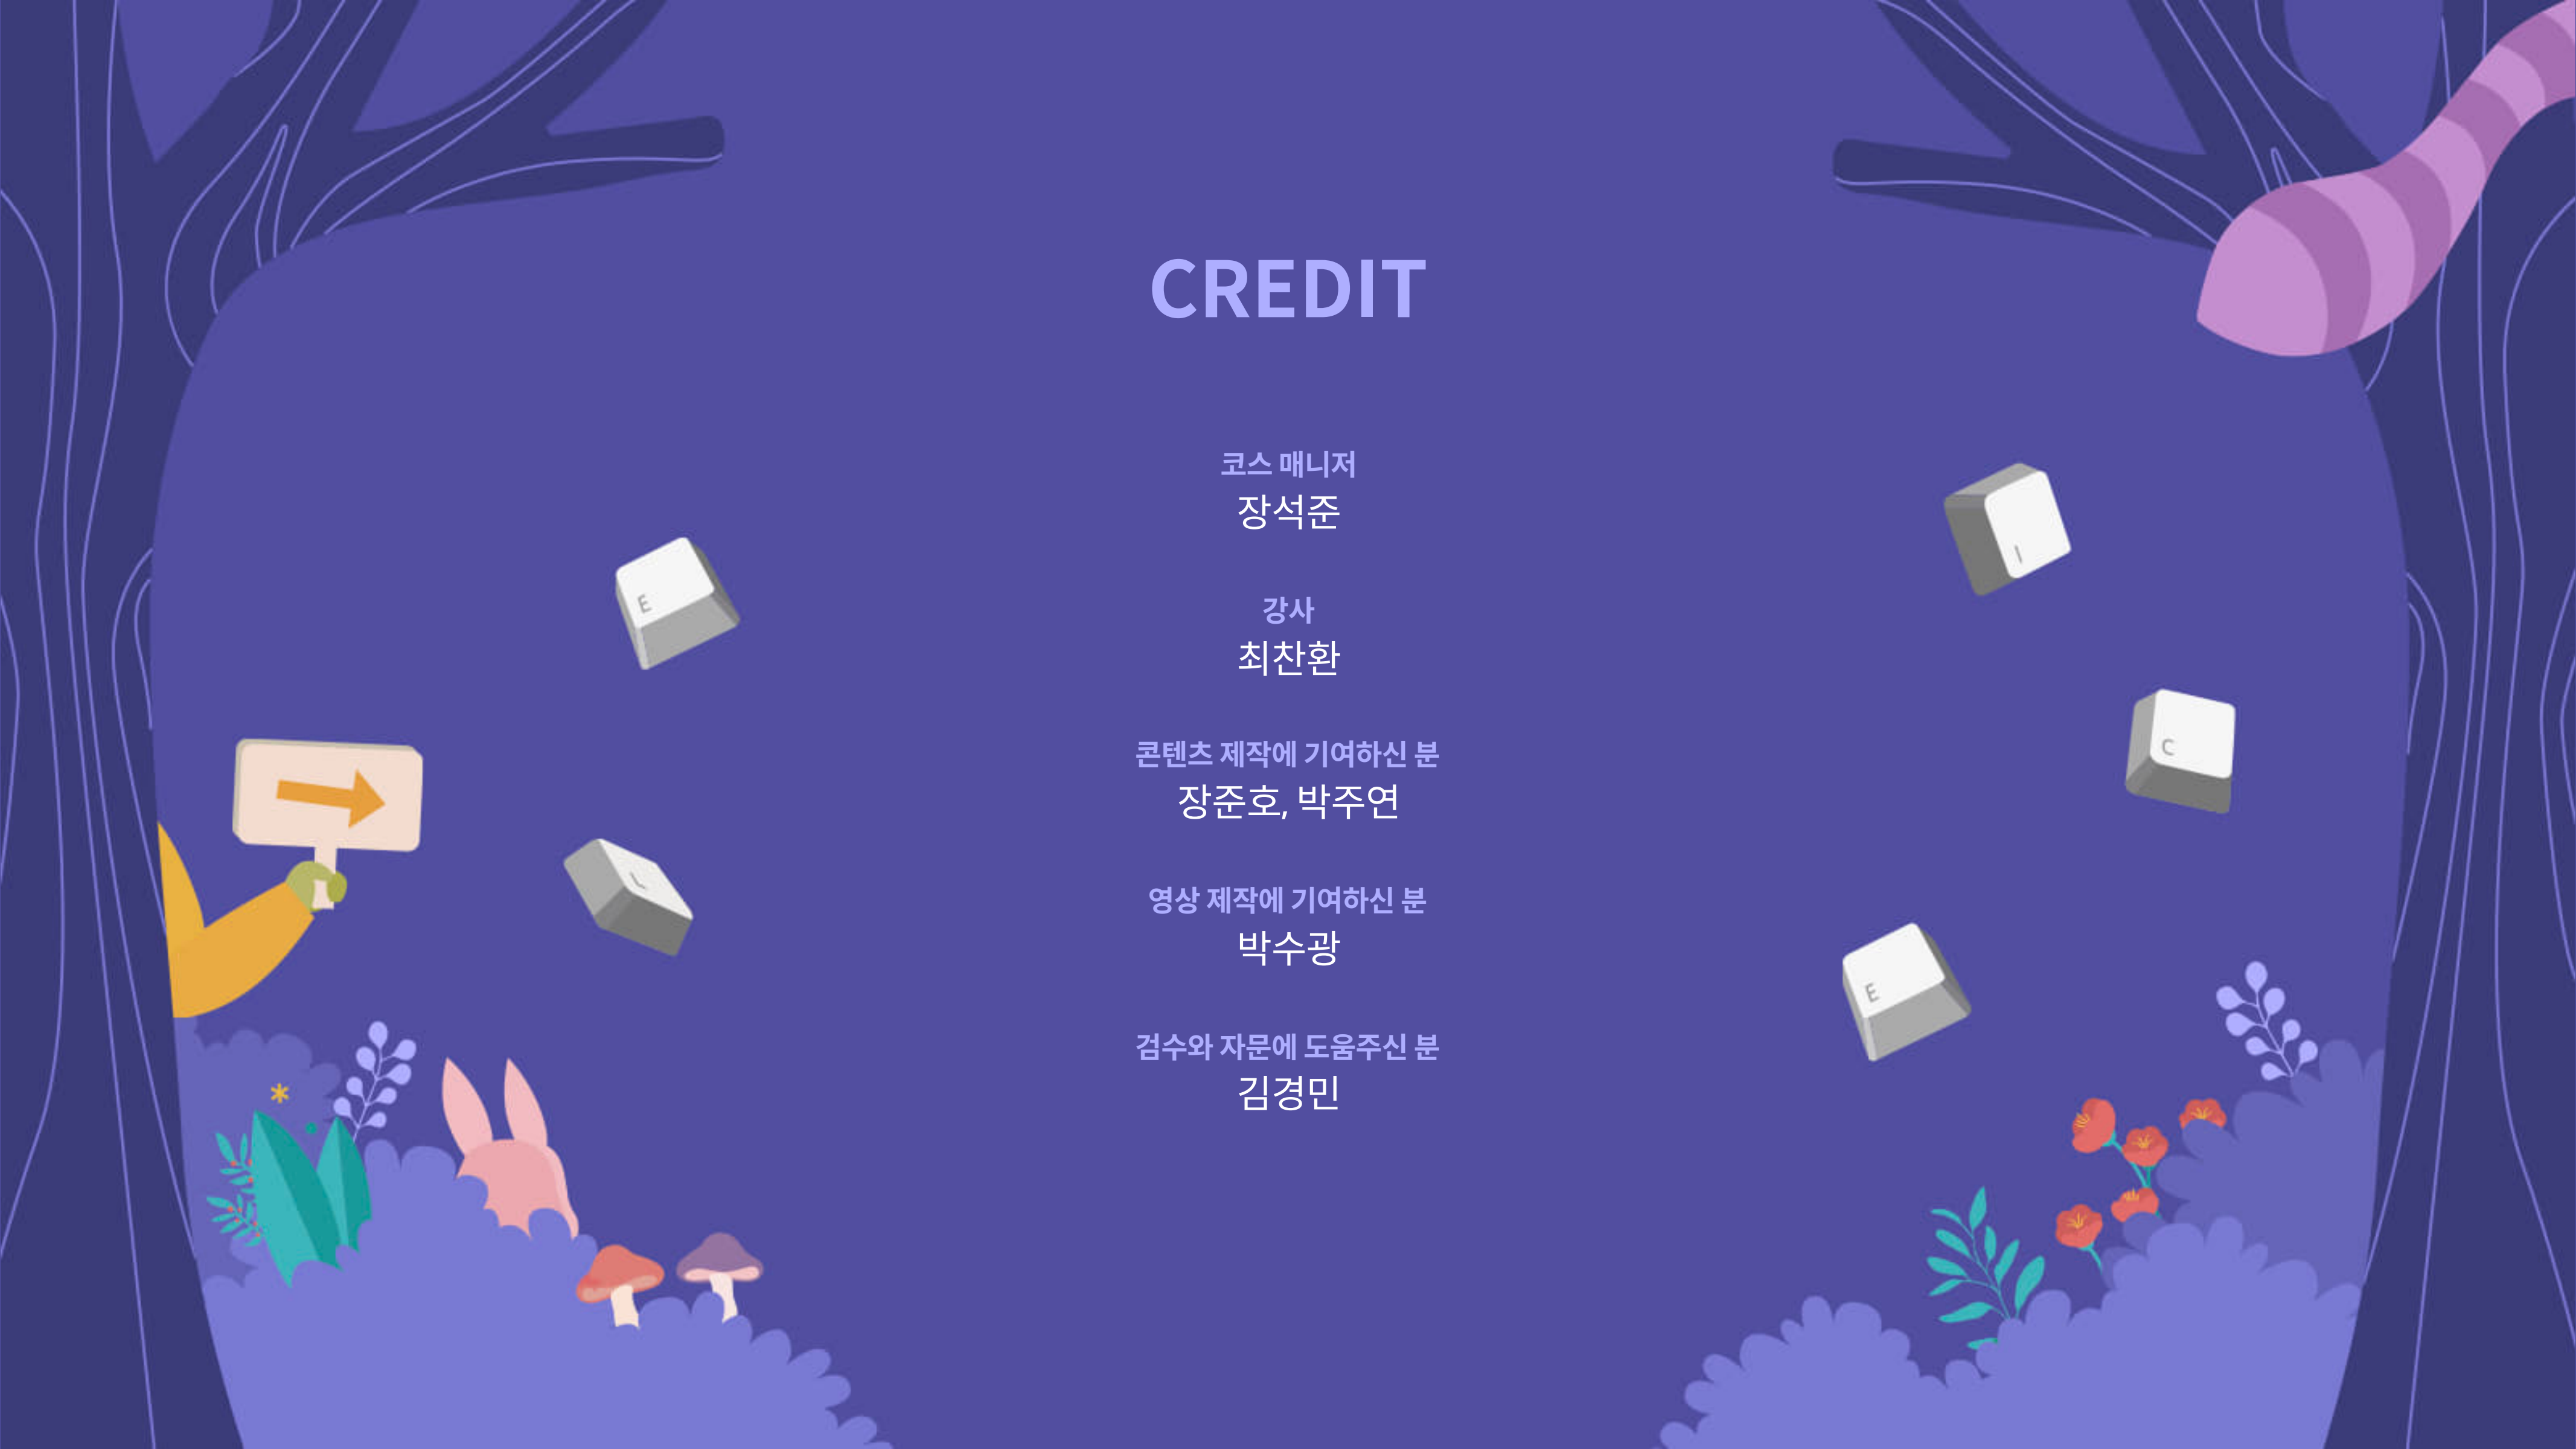 CREDIT
코스 매니저
장석준
강사
최찬환
콘텐츠 제작에 기여하신 분
장준호, 박주연
영상 제작에 기여하신 분
박수광
검수와 자문에 도움주신 분
김경민
E
L
I
C
E